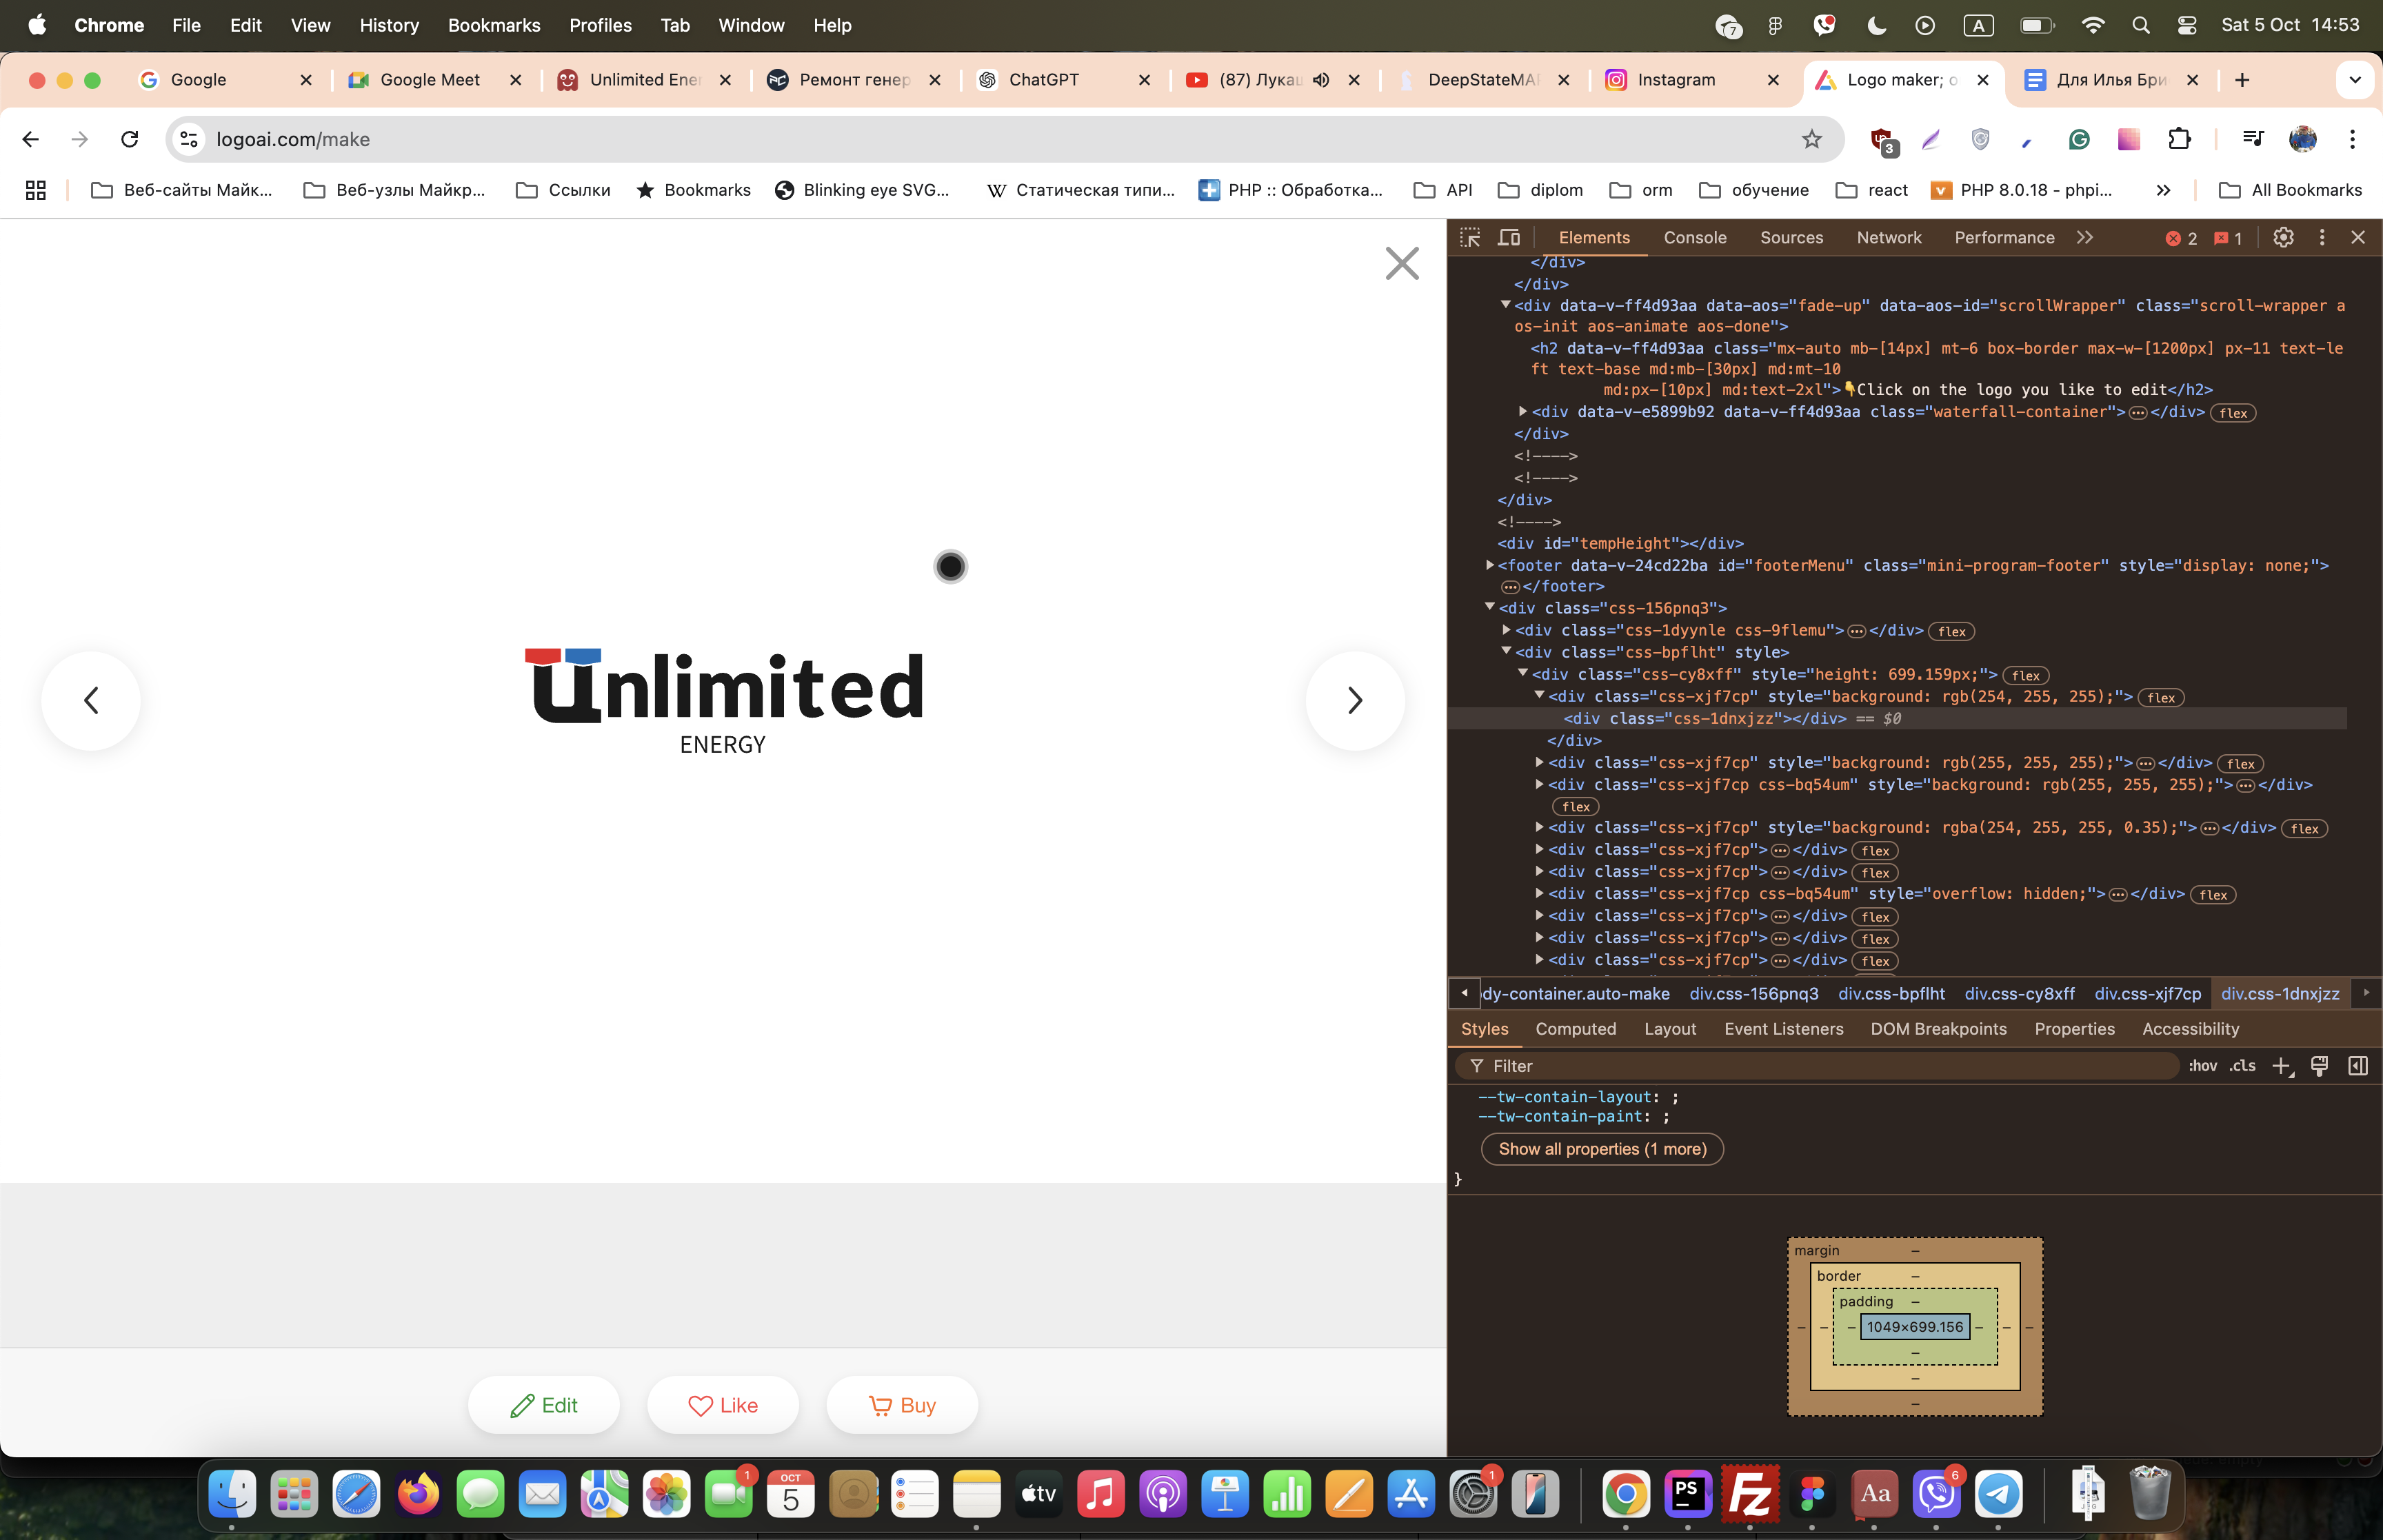 Chrome File Edit View History Bookmarks Profiles Tab Window Help 7 A Sat 5 Oct 14:53
Google Google Meet Unlimited Ene Ремонт генер ChatGPT (87) Лукаш DeepStateMAP Instagram Logo maker; o Для Илья Бри
logoai.com/make 3
Веб-сайты Майк... Веб-узлы Майкр... Ссылки Bookmarks Blinking eye SVG... W Статическая типи... PHP :: Обработка... API diplom orm обучение react PHP 8.0.18 - phpi... » All Bookmarks
Unlimited
ENERGY
Edit Like Buy
Elements Console Sources Network Performance 2 1
</div>
</div>
<div data-v-ff4d93aa data-aos="fade-up" data-aos-id="scrollWrapper" class="scroll-wrapper a
os-init aos-animate aos-done">
<h2 data-v-ff4d93aa class="mx-auto mb-[14px] mt-6 box-border max-w-[1200px] px-11 text-le
ft text-base md:mb-[30px] md:mt-10
md:px-[10px] md:text-2xl">👇Click on the logo you like to edit</h2>
<div data-v-e5899b92 data-v-ff4d93aa class="waterfall-container">…</div> flex
</div>
<!---->
<!---->
</div>
<!---->
<div id="tempHeight"></div>
<footer data-v-24cd22ba id="footerMenu" class="mini-program-footer" style="display: none;">
…</footer>
<div class="css-156pnq3">
<div class="css-1dyynle css-9flemu">…</div> flex
<div class="css-bpflht" style>
<div class="css-cy8xff" style="height: 699.159px;"> flex
<div class="css-xjf7cp" style="background: rgb(254, 255, 255);"> flex
<div class="css-1dnxjzz"></div> == $0
</div>
<div class="css-xjf7cp" style="background: rgb(255, 255, 255);">…</div> flex
<div class="css-xjf7cp css-bq54um" style="background: rgb(255, 255, 255);">…</div>
flex
<div class="css-xjf7cp" style="background: rgba(254, 255, 255, 0.35);">…</div> flex
<div class="css-xjf7cp">…</div> flex
<div class="css-xjf7cp">…</div> flex
<div class="css-xjf7cp css-bq54um" style="overflow: hidden;">…</div> flex
<div class="css-xjf7cp">…</div> flex
<div class="css-xjf7cp">…</div> flex
<div class="css-xjf7cp">…</div> flex
dy-container.auto-make div.css-156pnq3 div.css-bpflht div.css-cy8xff div.css-xjf7cp div.css-1dnxjzz
Styles Computed Layout Event Listeners DOM Breakpoints Properties Accessibility
Filter :hov .cls
--tw-contain-layout: ;
--tw-contain-paint: ;
Show all properties (1 more)
}
margin –
border –
padding –
– – – 1049×699.156 – – –
–
–
–
1 OCT 5 tv 1 PS Fz Aa 6